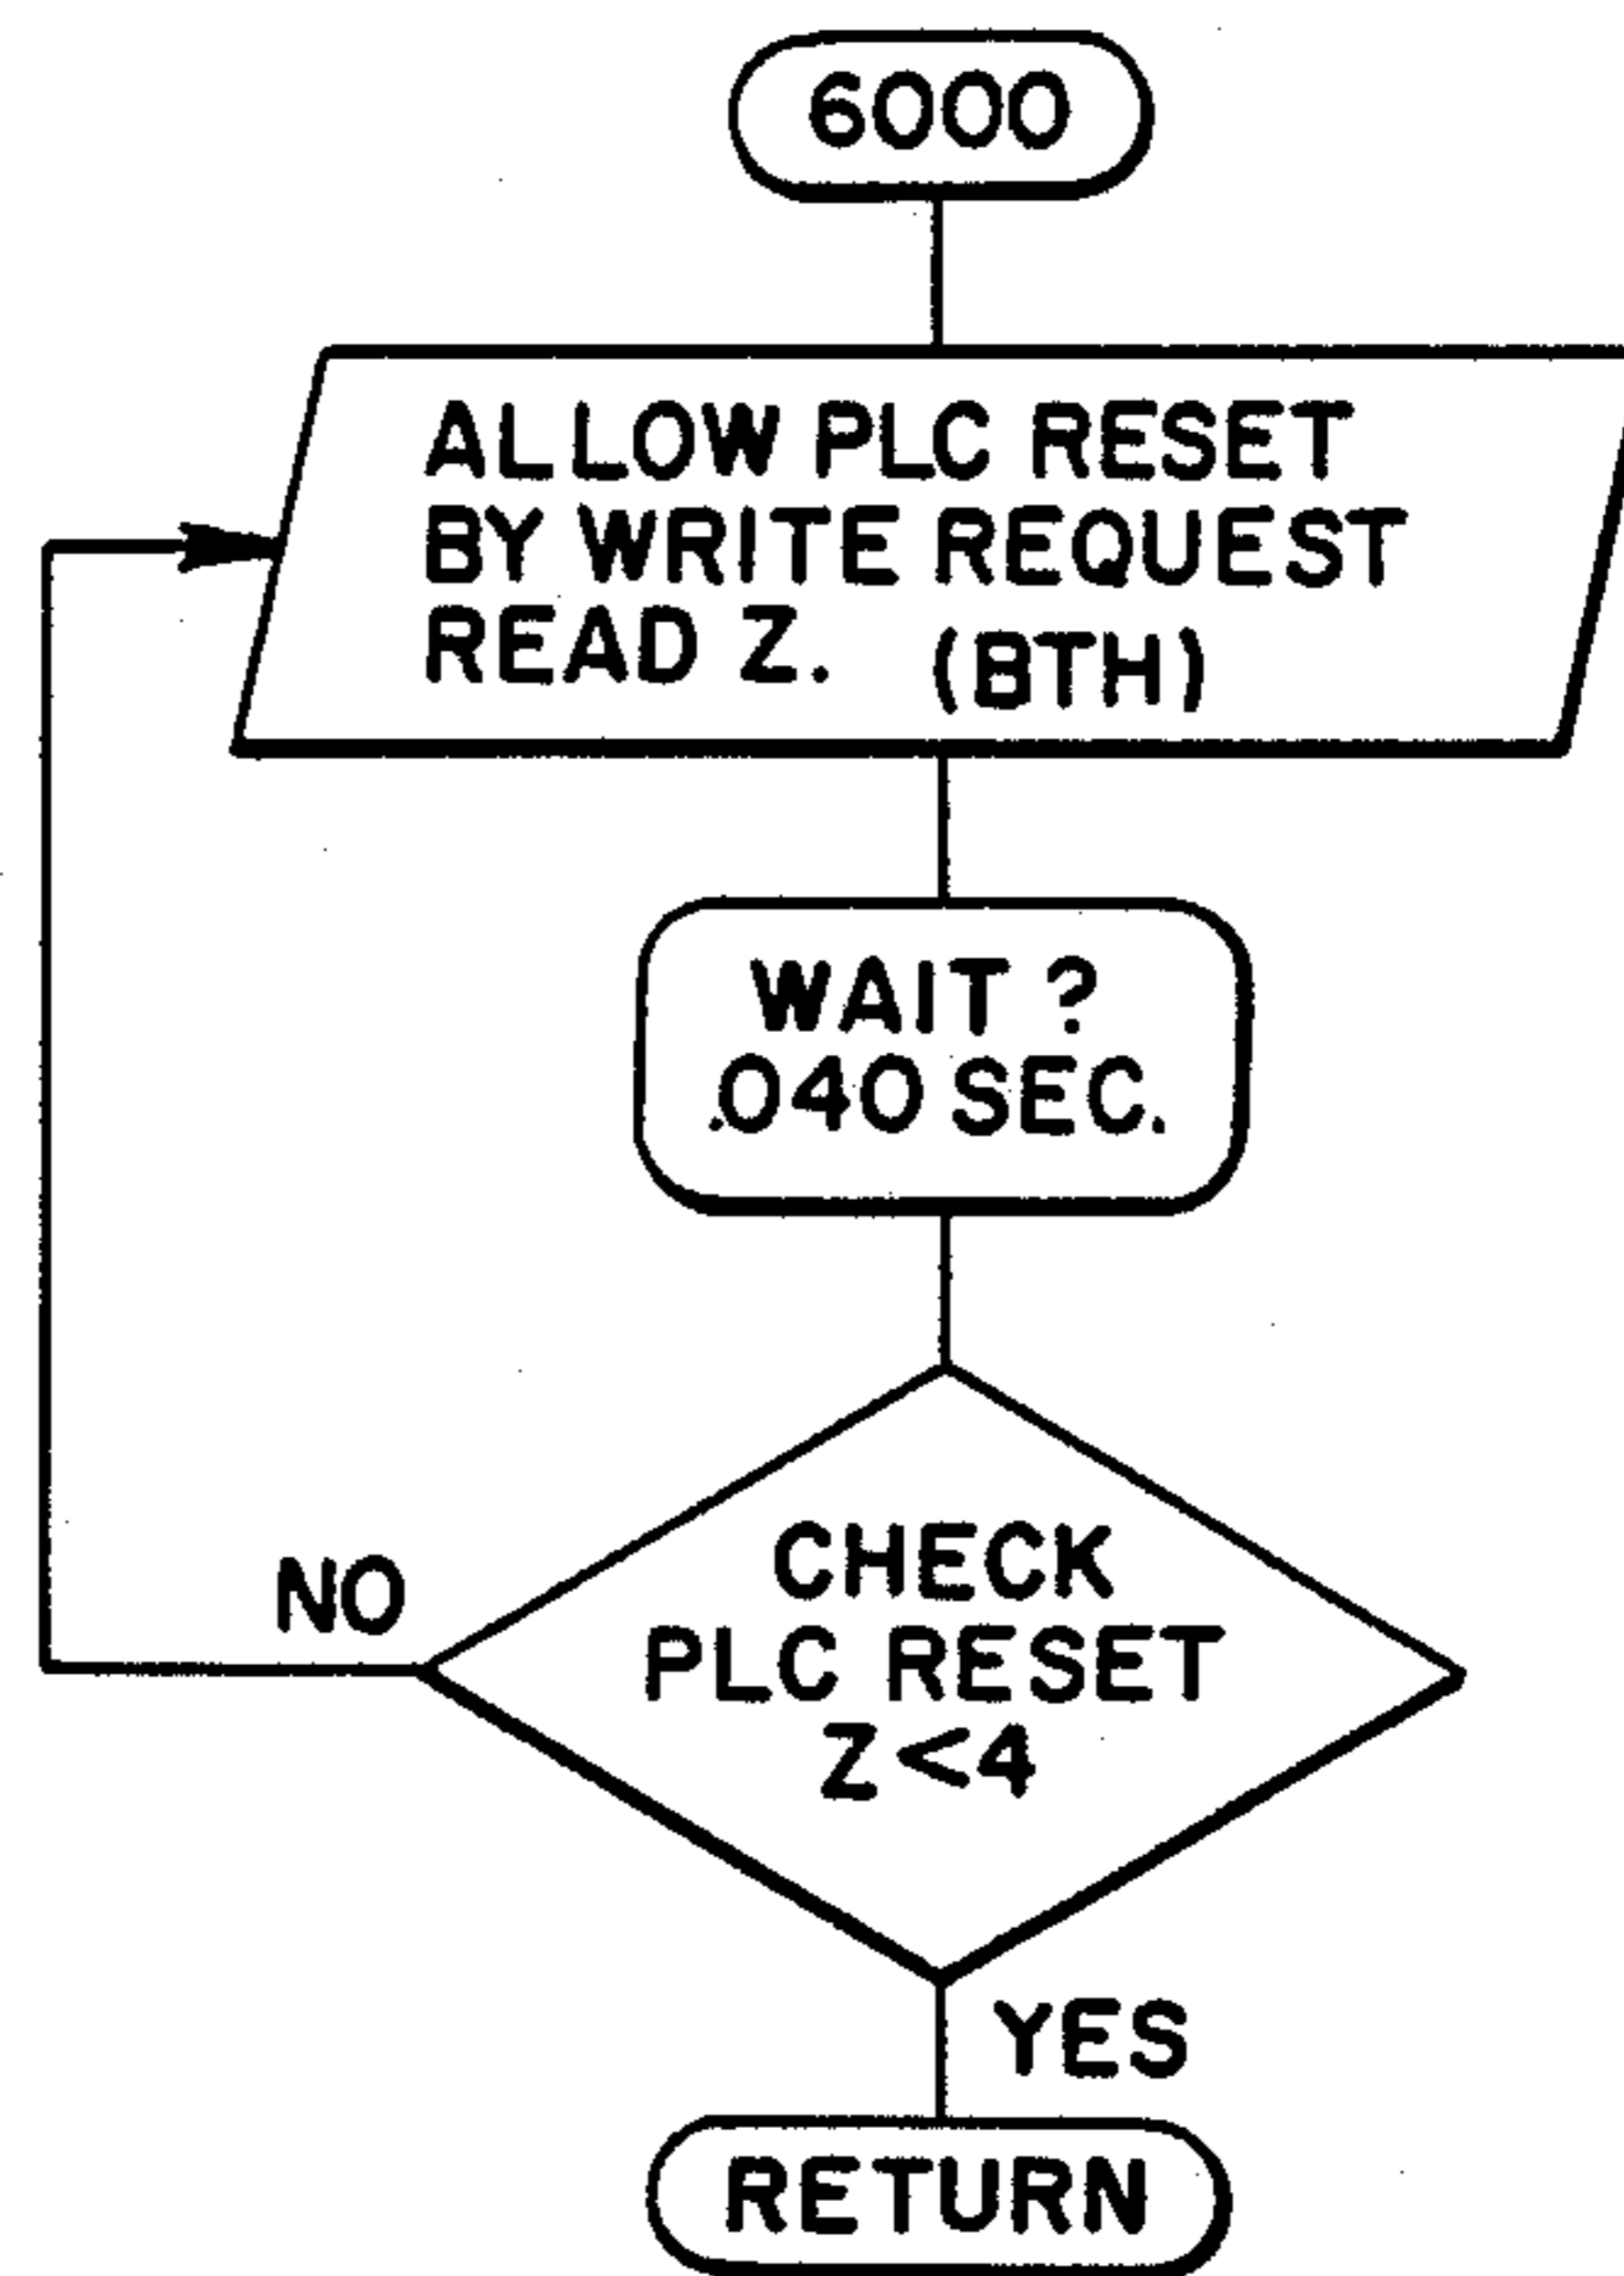 6000
ALLOW PLC RESET
BY WRITE REQUEST
READ Z. (BTH)
WAIT ?
.040 SEC.
CHECK
PLC RESET
Z<4
NO
YES
RETURN